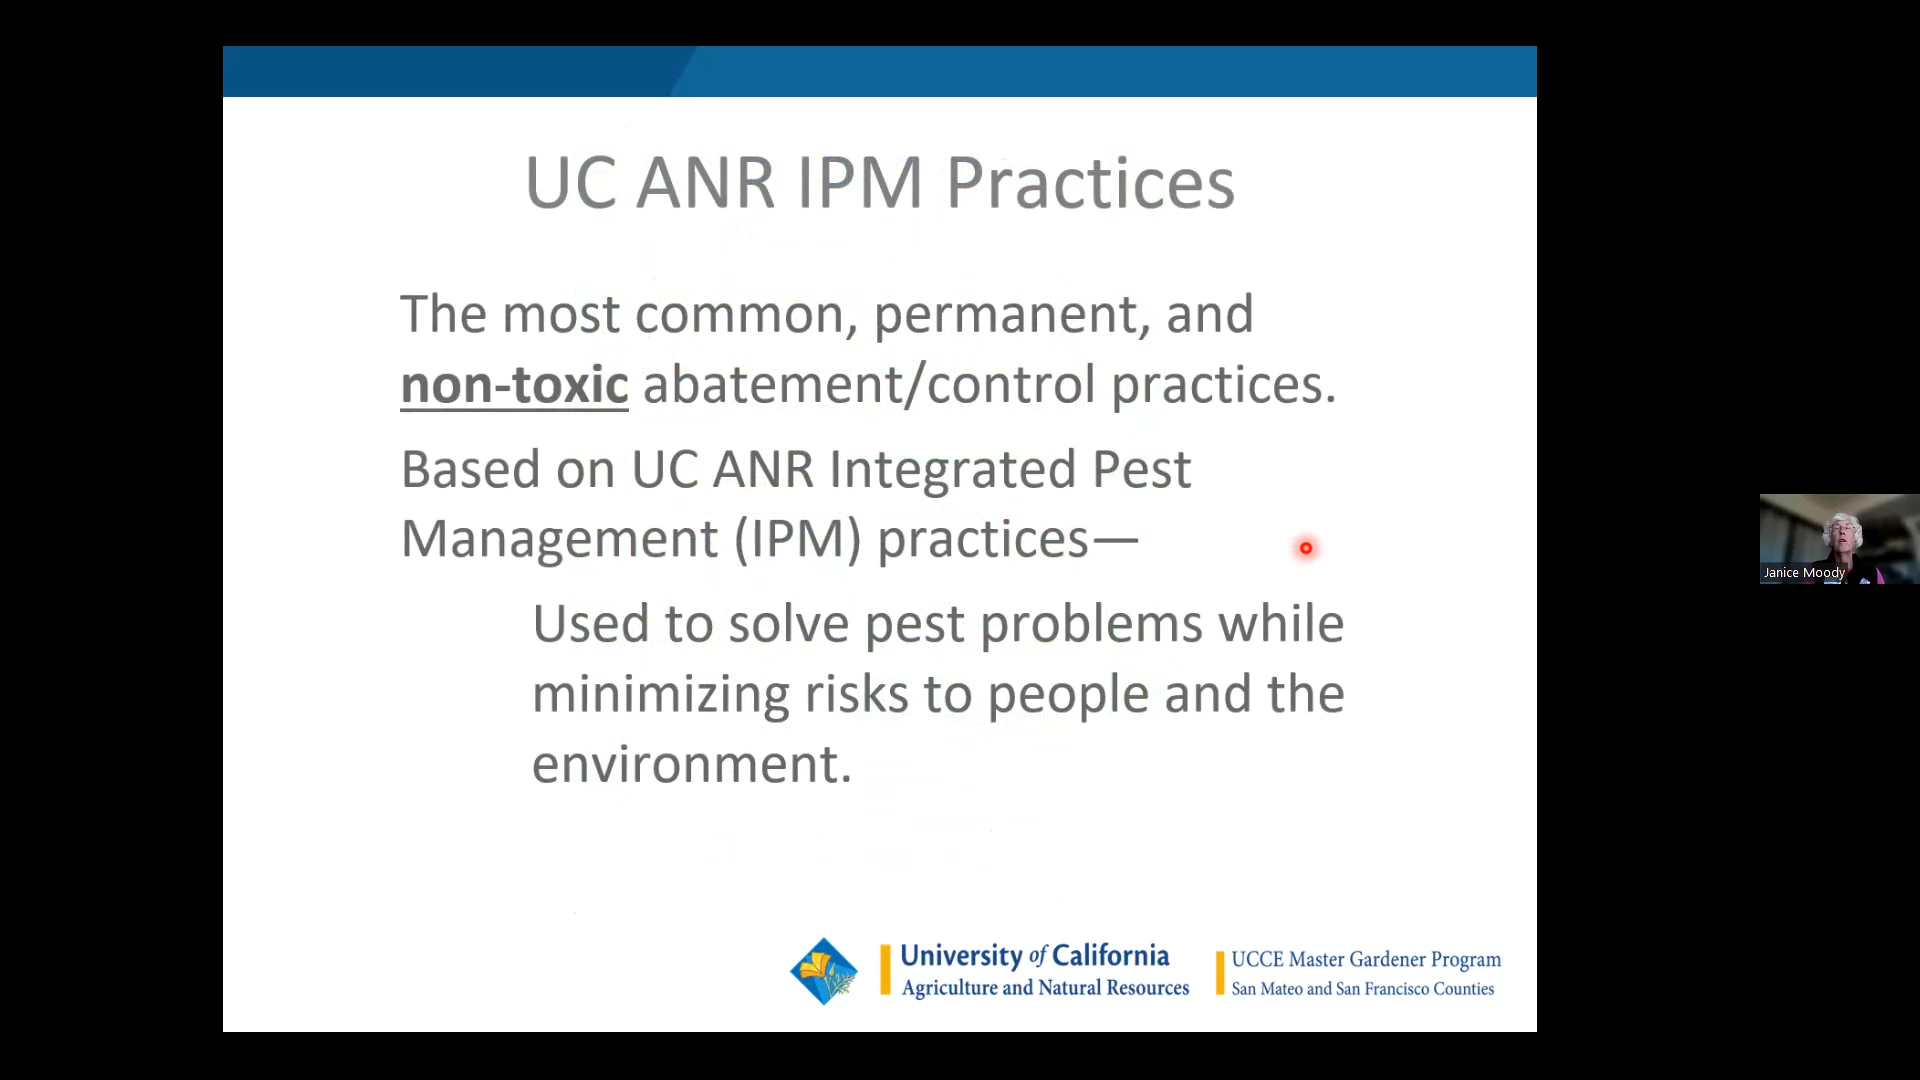 UC ANR IPM Practices
The most common, permanent, and
non-toxic abatement/control practices.
Based on UC ANR Integrated Pest
Management (IPM) practices—
Used to solve pest problems while
minimizing risks to people and the
environment.
Janice Moody
University of California
Agriculture and Natural Resources
UCCE Master Gardener Program
San Mateo and San Francisco Counties